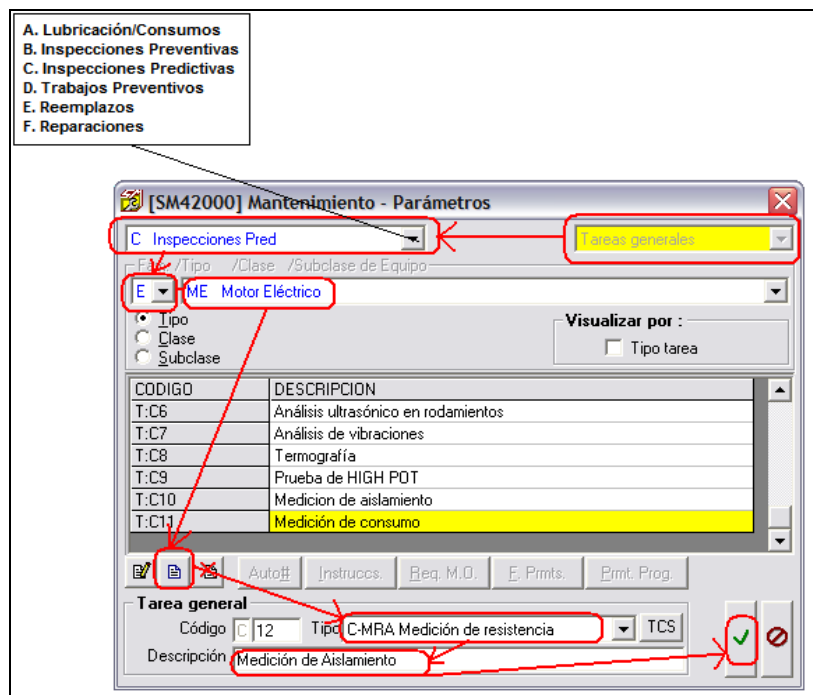 A. Lubricación/Consumos
B. Inspecciones Preventivas
C. Inspecciones Predictivas
D. Trabajos Preventivos
E. Reemplazos
F. Reparaciones
[SM42000] Mantenimiento - Parámetros
C Inspecciones Pred
Tareas generales
/Tipo /Clase /Subclase de Equipo
E ME Motor Eléctrico
Tipo
Clase
Subclase
Visualizar por :
Tipo tarea
CODIGO DESCRIPCION
T:C6 Análisis ultrasónico en rodamientos
T:C7 Análisis de vibraciones
T:C8 Termografía
T:C9 Prueba de HIGH POT
T:C10 Medicion de aislamiento
T:C11 Medición de consumo
Auto# Instruccs. Req. M.O. F. Prmts. Prmt. Prog.
Tarea general
Código C 12 Tipo C-MRA Medición de resistencia TCS
Descripción Medición de Aislamiento